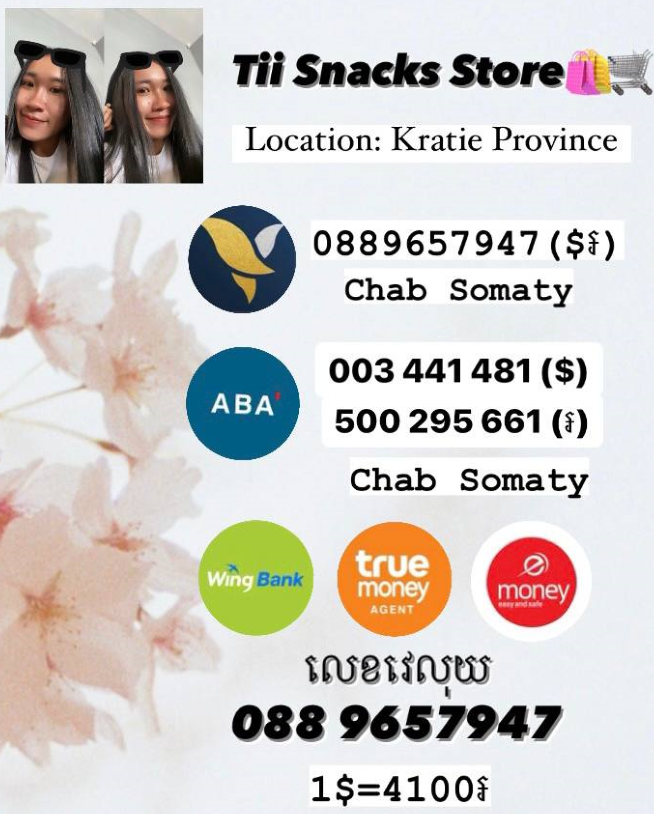 Tii Snacks Store
Location: Kratie Province
0889657947 ($៛)
Chab Somaty
ABA'
003 441 481 ($)
500 295 661 (៛)
Chab Somaty
Wing Bank
true
money
AGENT
e
money
easy and safe
លេខវេលុយ
088 9657947
1$=4100៛